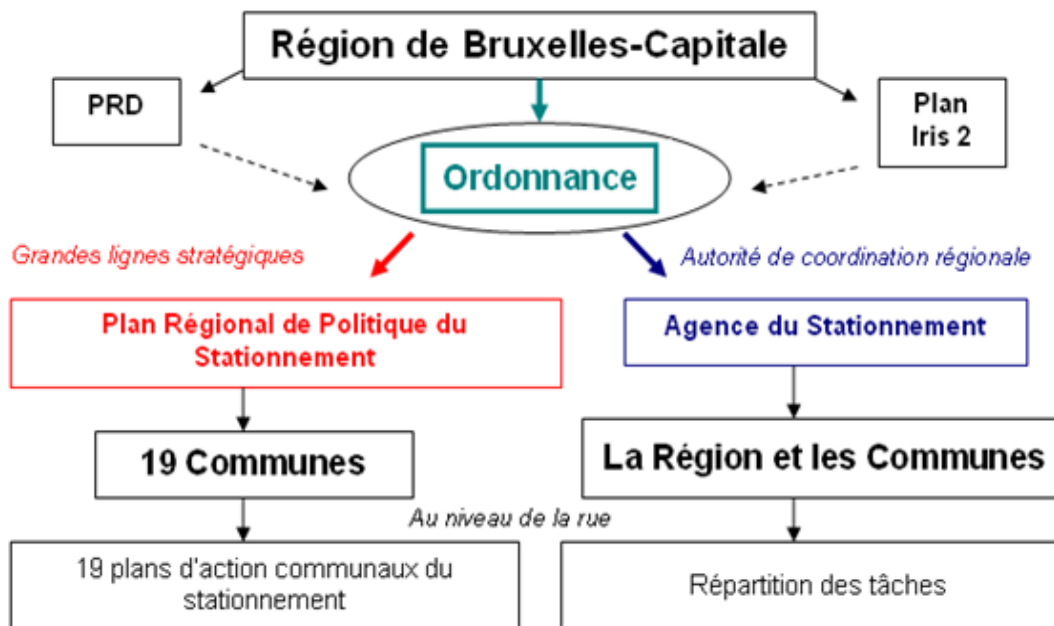 Région de Bruxelles-Capitale
PRD
Plan
Iris 2
Ordonnance
Grandes lignes stratégiques
Autorité de coordination régionale
Plan Régional de Politique du
Stationnement
Agence du Stationnement
19 Communes
La Région et les Communes
Au niveau de la rue
19 plans d'action communaux du
stationnement
Répartition des tâches